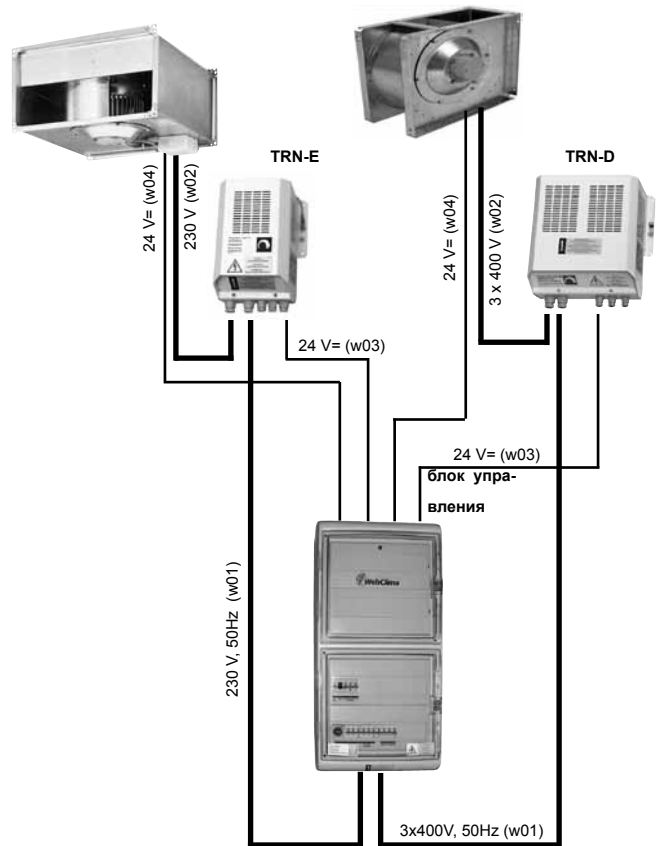 TRN-E
TRN-D
24 V= (w04)
230 V (w02)
24 V= (w04)
3 x 400 V (w02)
24 V= (w03)
24 V= (w03)
блок упра-
вления
WebClima
230 V, 50Hz (w01)
3x400V, 50Hz (w01)